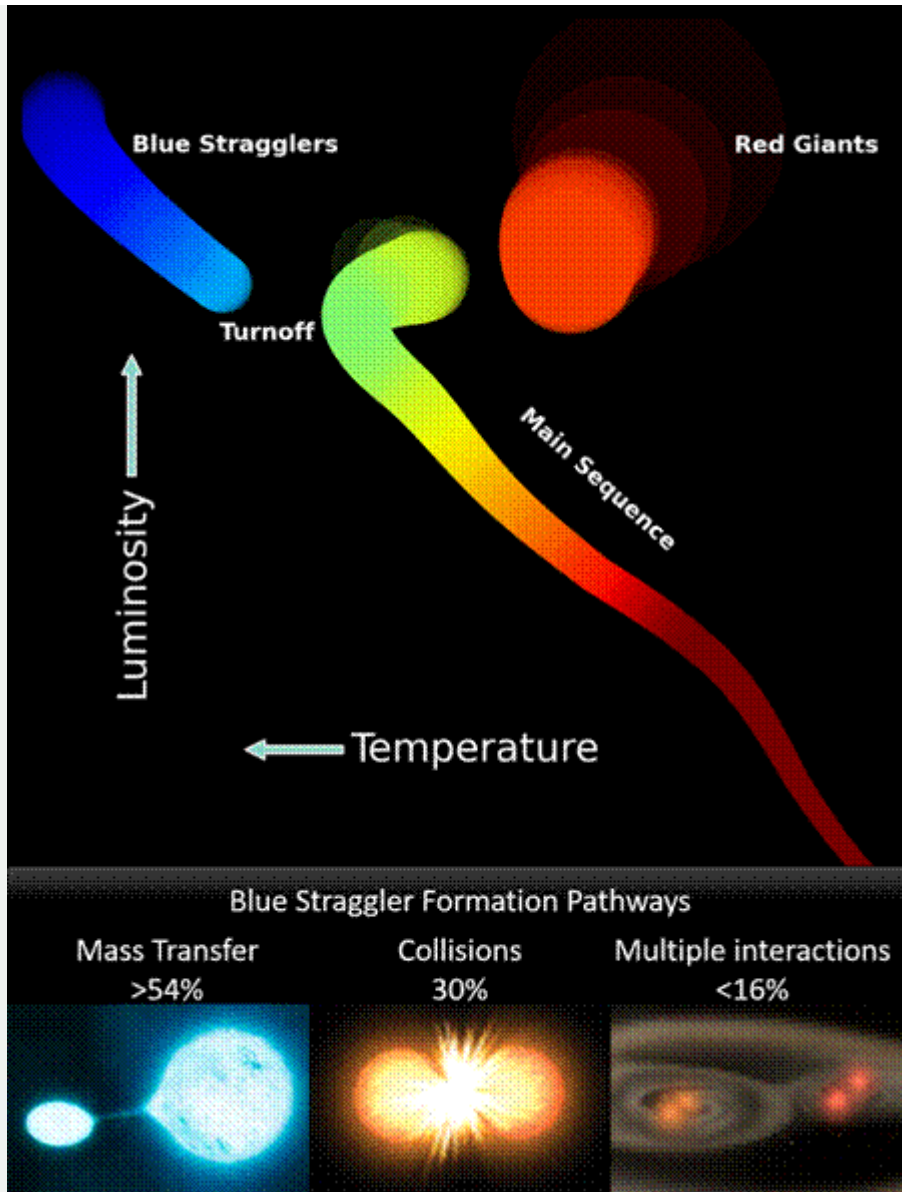 Blue Stragglers
Red Giants
Turnoff
Main Sequence
Luminosity
Temperature
Blue Straggler Formation Pathways
Mass Transfer
>54%
Collisions
30%
Multiple interactions
<16%